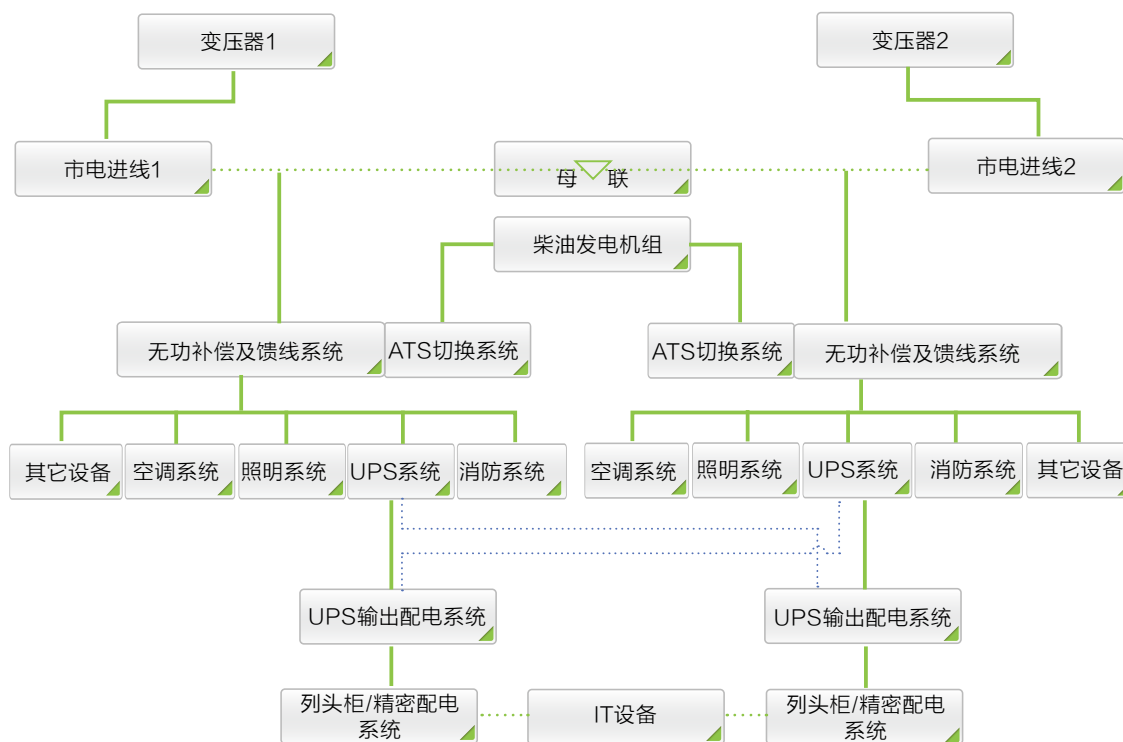 变压器1
变压器2
市电进线1
母 联
市电进线2
柴油发电机组
无功补偿及馈线系统
ATS切换系统
ATS切换系统
无功补偿及馈线系统
其它设备
空调系统
照明系统
UPS系统
消防系统
空调系统
照明系统
UPS系统
消防系统
其它设备
UPS输出配电系统
UPS输出配电系统
列头柜/精密配电
系统
IT设备
列头柜/精密配电
系统